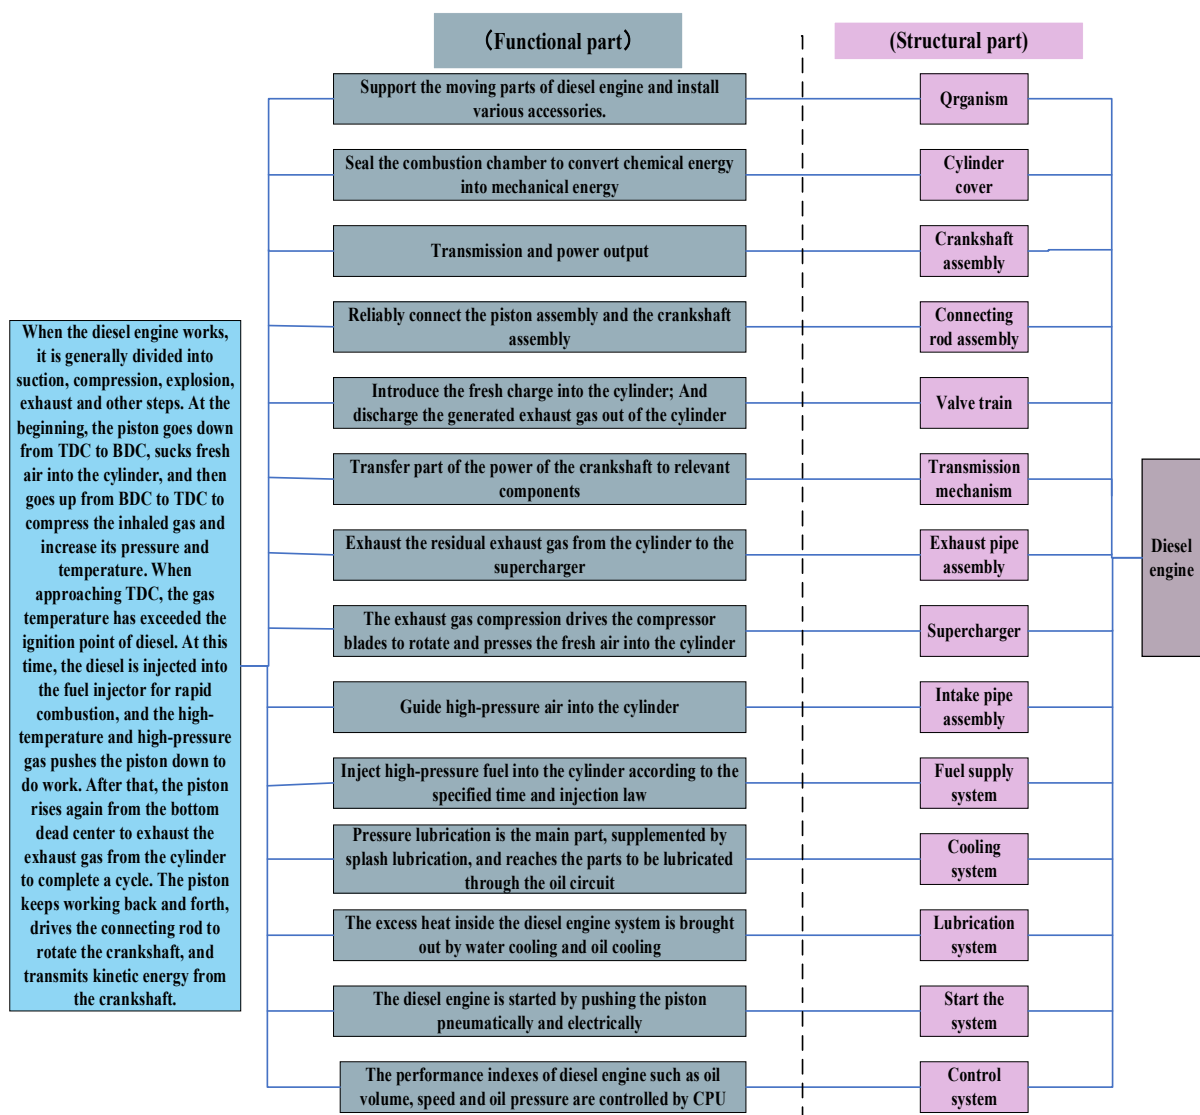 （Functional part）
(Structural part)
Support the moving parts of diesel engine and install
various accessories.
Qrganism
Seal the combustion chamber to convert chemical energy
into mechanical energy
Cylinder
cover
Transmission and power output
Crankshaft
assembly
Reliably connect the piston assembly and the crankshaft
assembly
Connecting
rod assembly
Introduce the fresh charge into the cylinder; And
discharge the generated exhaust gas out of the cylinder
Valve train
Transfer part of the power of the crankshaft to relevant
components
Transmission
mechanism
Exhaust the residual exhaust gas from the cylinder to the
supercharger
Exhaust pipe
assembly
The exhaust gas compression drives the compressor
blades to rotate and presses the fresh air into the cylinder
Supercharger
Guide high-pressure air into the cylinder
Intake pipe
assembly
Inject high-pressure fuel into the cylinder according to the
specified time and injection law
Fuel supply
system
Pressure lubrication is the main part, supplemented by
splash lubrication, and reaches the parts to be lubricated
through the oil circuit
Cooling
system
The excess heat inside the diesel engine system is brought
out by water cooling and oil cooling
Lubrication
system
The diesel engine is started by pushing the piston
pneumatically and electrically
Start the
system
The performance indexes of diesel engine such as oil
volume, speed and oil pressure are controlled by CPU
Control
system
When the diesel engine works,
it is generally divided into
suction, compression, explosion,
exhaust and other steps. At the
beginning, the piston goes down
from TDC to BDC, sucks fresh
air into the cylinder, and then
goes up from BDC to TDC to
compress the inhaled gas and
increase its pressure and
temperature. When
approaching TDC, the gas
temperature has exceeded the
ignition point of diesel. At this
time, the diesel is injected into
the fuel injector for rapid
combustion, and the high-
temperature and high-pressure
gas pushes the piston down to
do work. After that, the piston
rises again from the bottom
dead center to exhaust the
exhaust gas from the cylinder
to complete a cycle. The piston
keeps working back and forth,
drives the connecting rod to
rotate the crankshaft, and
transmits kinetic energy from
the crankshaft.
Diesel
engine